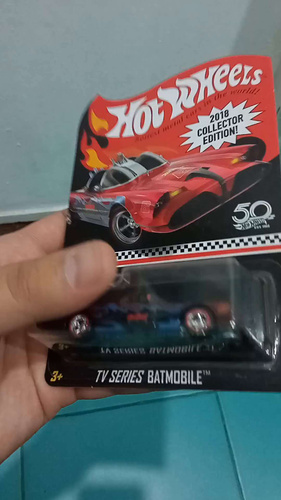 Hot Wheels
2018
COLLECTOR
EDITION!
50
3+
TV SERIES BATMOBILE™